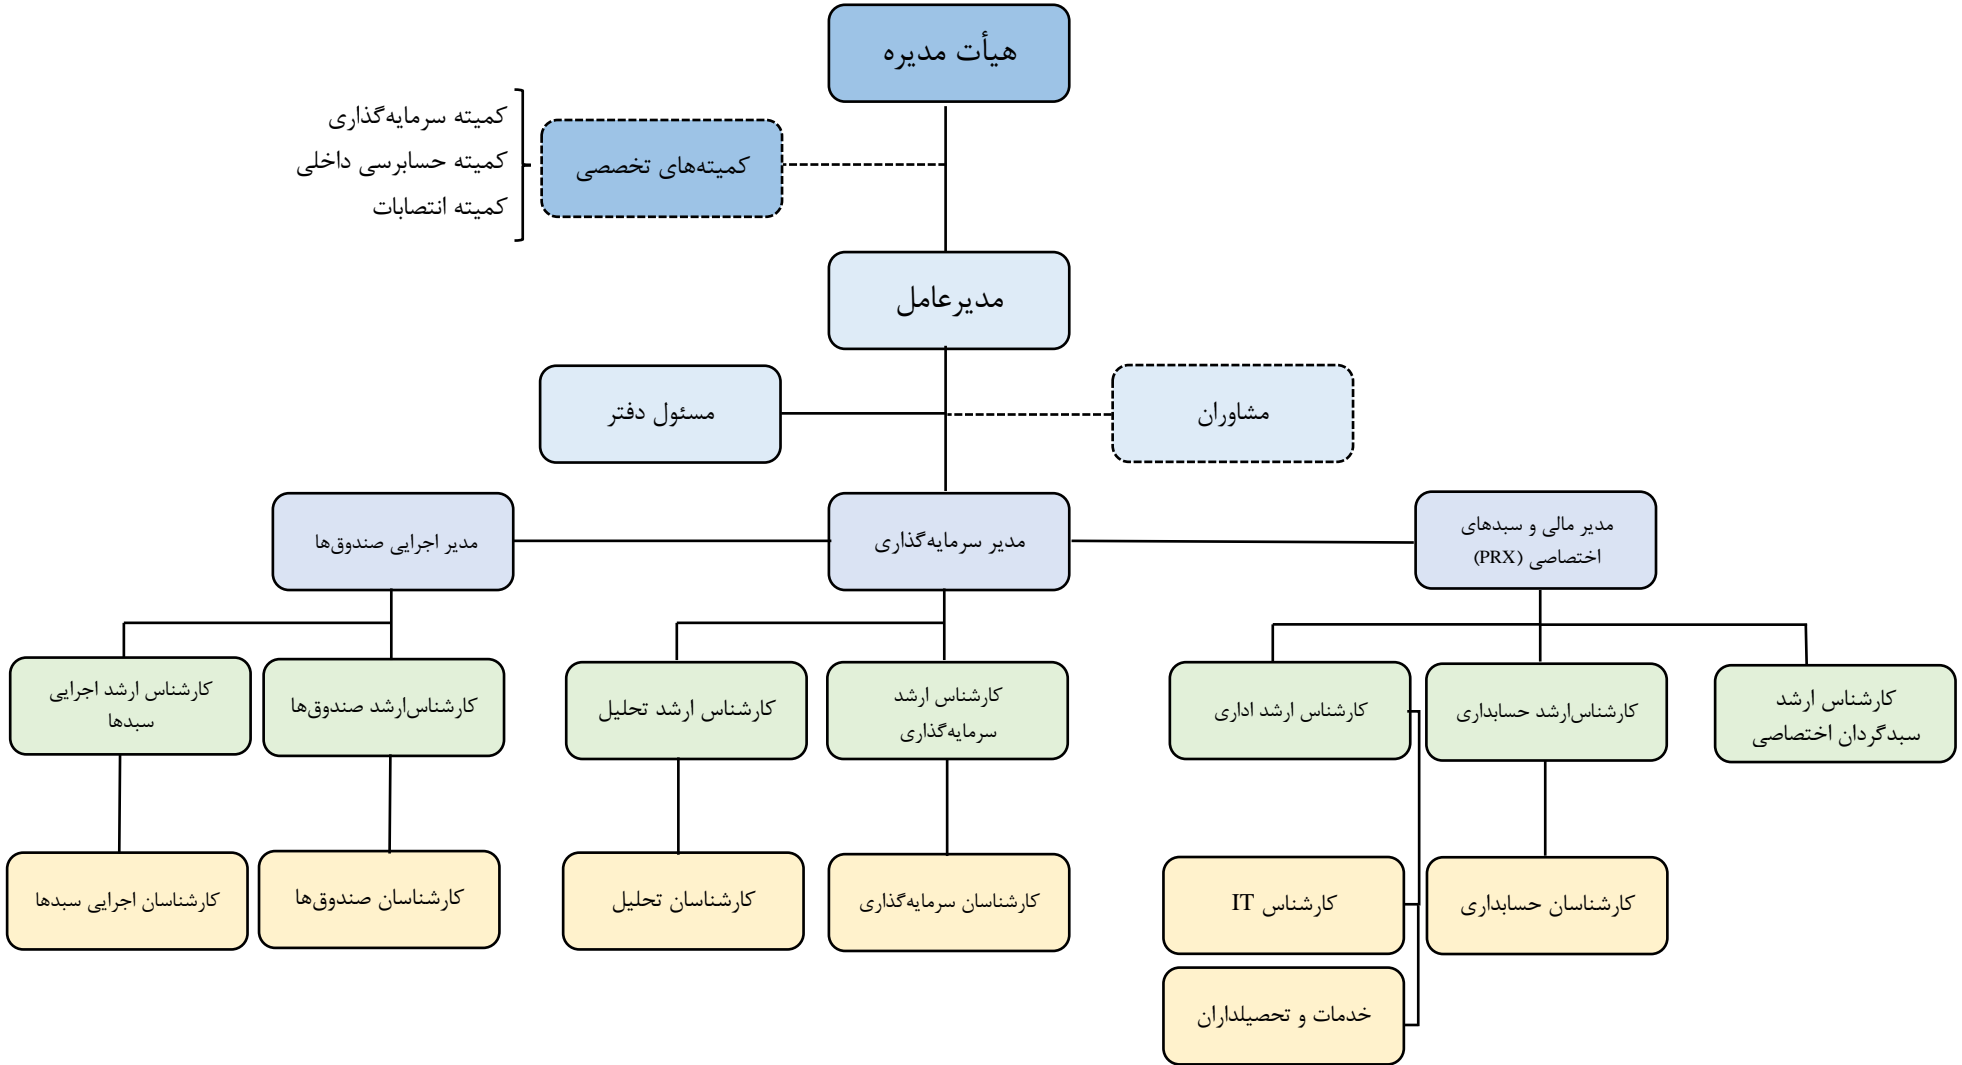 هیأت مدیره
کمیته‌های تخصصی
کمیته سرمایه‌گذاری
کمیته حسابرسی داخلی
کمیته انتصابات
مدیرعامل
مشاوران
مسئول دفتر
مدیر مالی و سبدهای
اختصاصی (PRX)
مدیر سرمایه‌گذاری
مدیر اجرایی صندوق‌ها
کارشناس ارشد
سبدگردان اختصاصی
کارشناس‌ارشد حسابداری
کارشناس ارشد اداری
کارشناس ارشد
سرمایه‌گذاری
کارشناس ارشد تحلیل
کارشناس‌ارشد صندوق‌ها
کارشناس ارشد اجرایی
سبدها
کارشناسان حسابداری
کارشناس IT
کارشناسان سرمایه‌گذاری
کارشناسان تحلیل
کارشناسان صندوق‌ها
کارشناسان اجرایی سبدها
خدمات و تحصیلداران